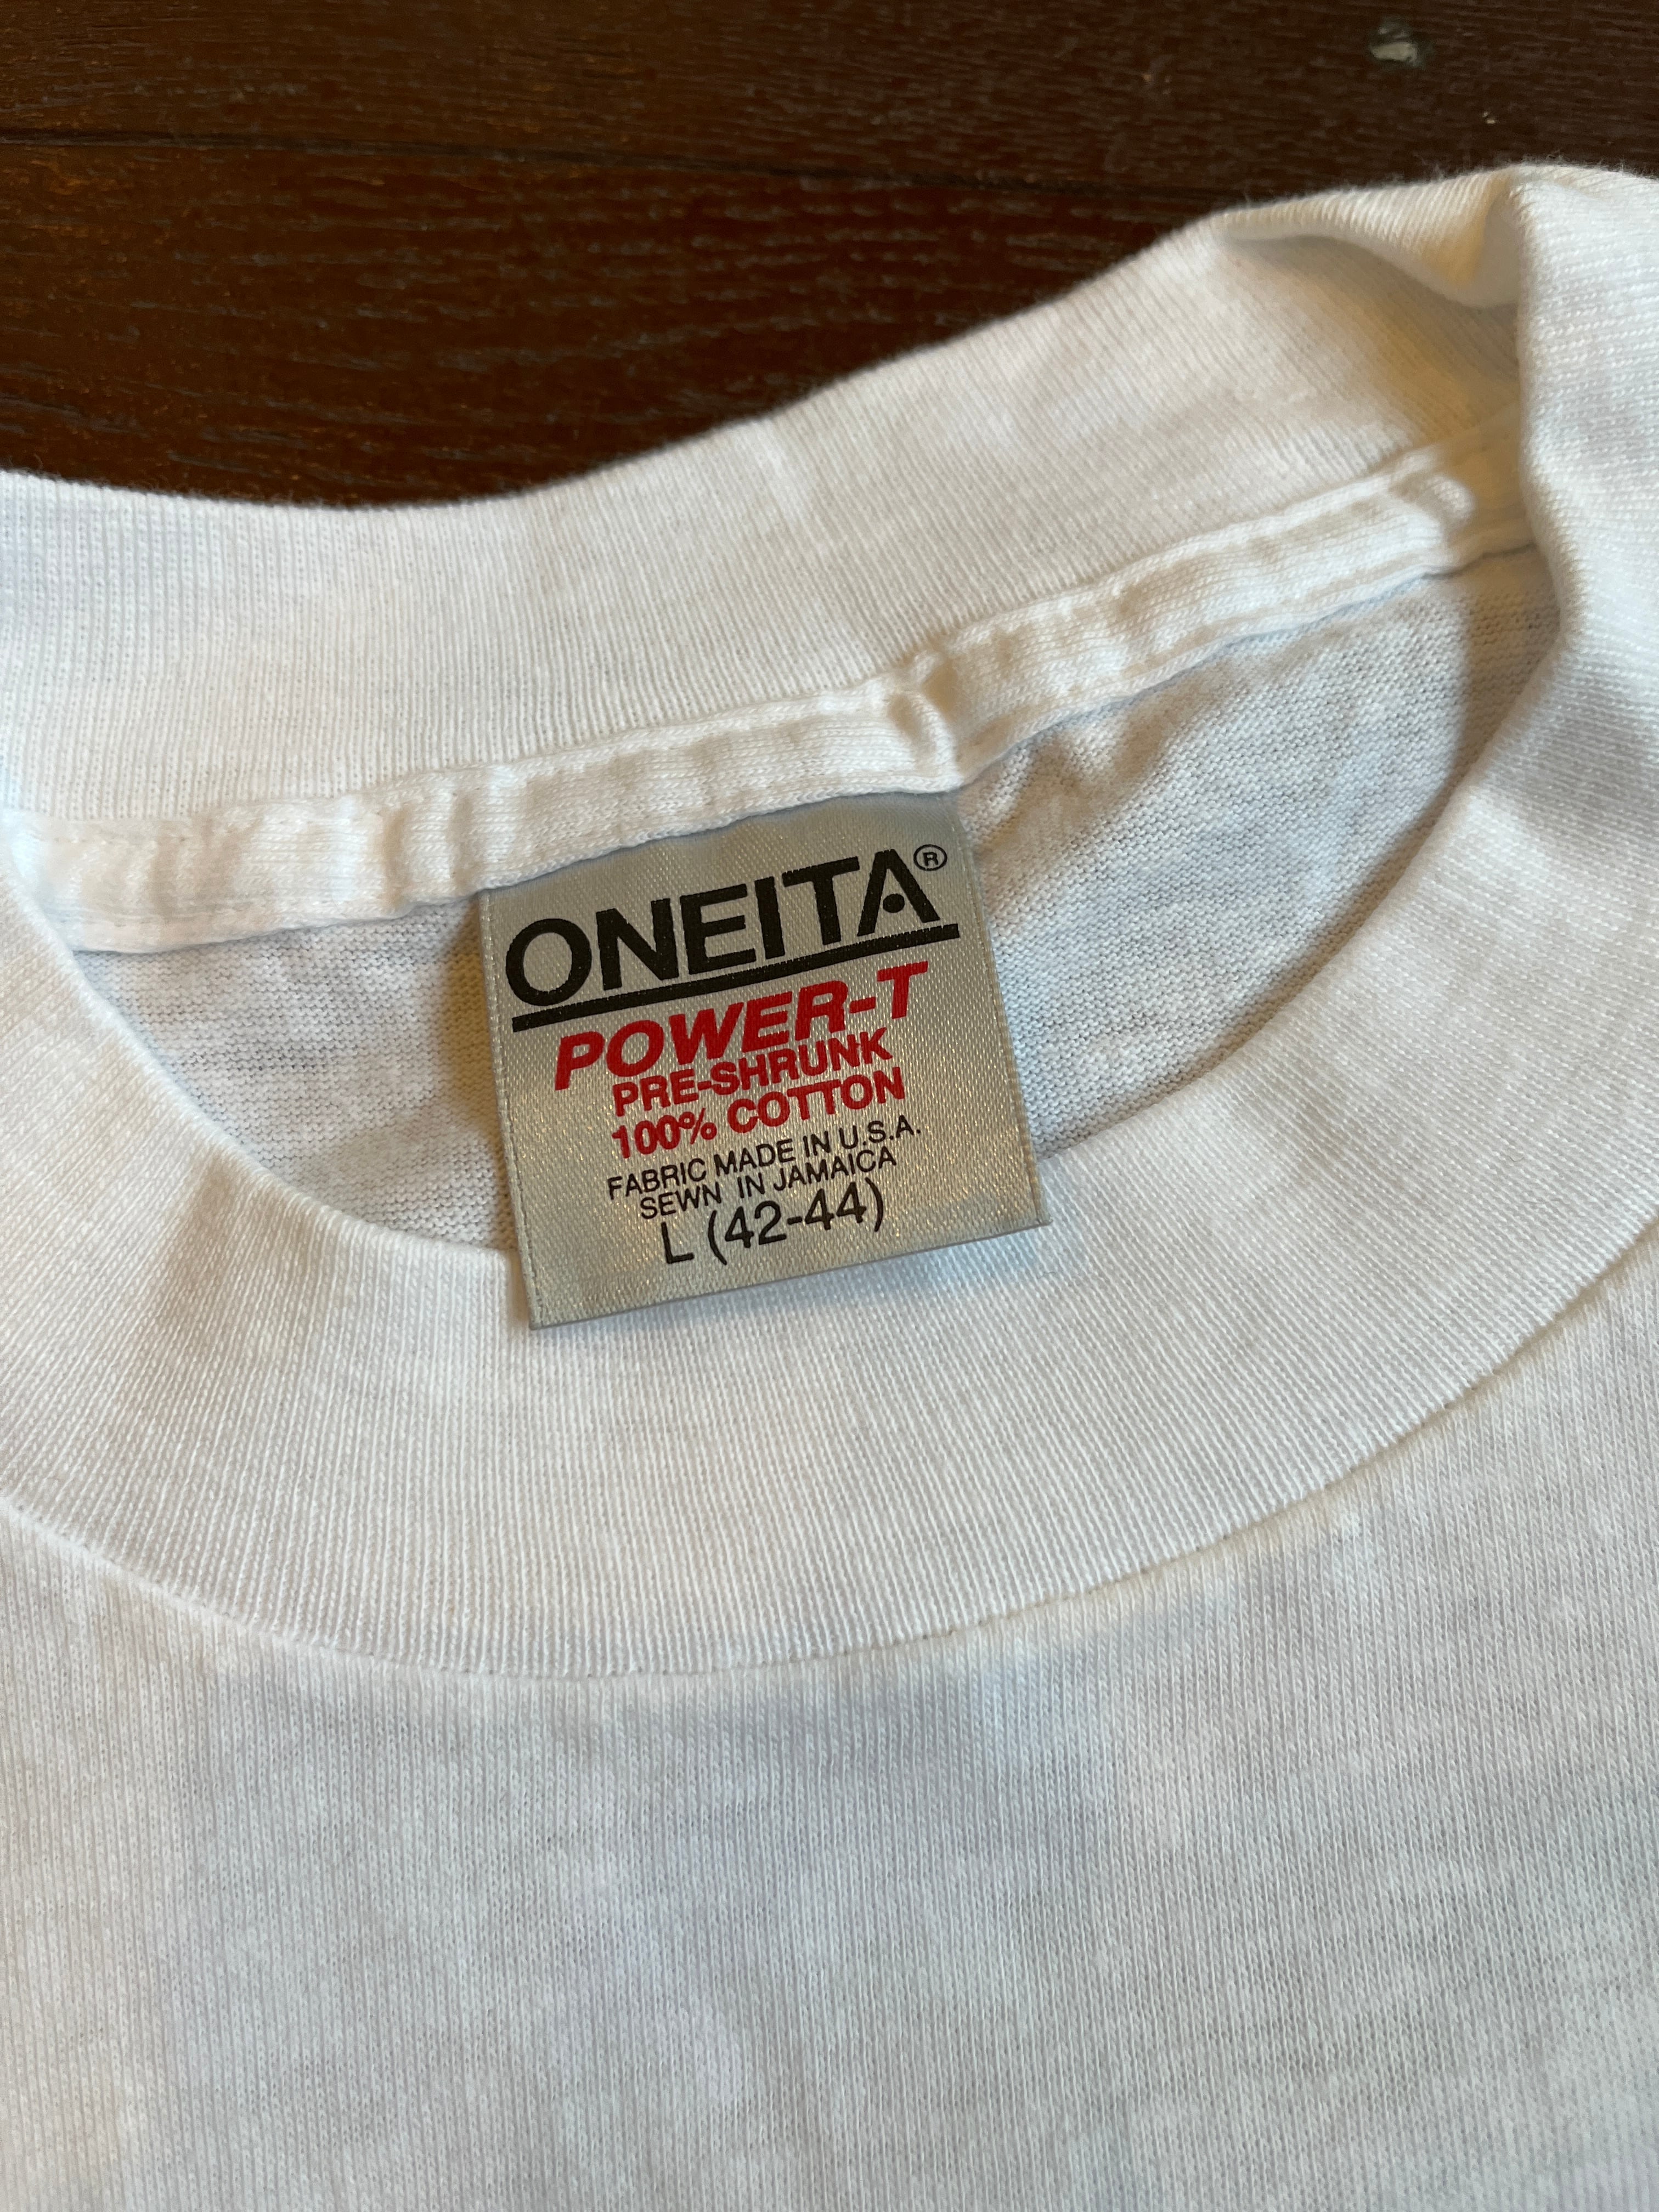 ONEITA®
POWER-T
PRE-SHRUNK
100% COTTON
FABRIC MADE IN U.S.A.
SEWN IN JAMAICA
L (42-44)